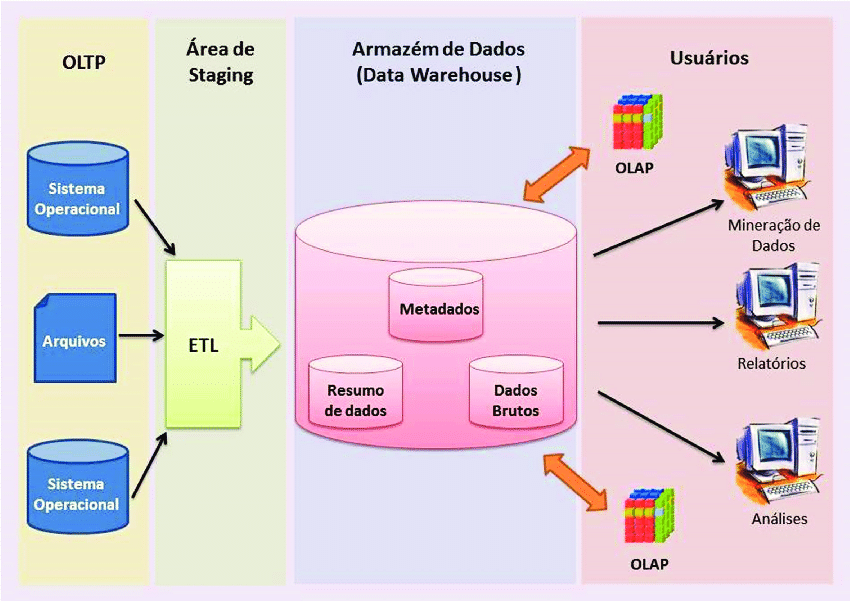 OLTP
Área de
Staging
Armazém de Dados
(Data Warehouse)
Usuários
Sistema
Operacional
Arquivos
Sistema
Operacional
ETL
Metadados
Resumo
de dados
Dados
Brutos
OLAP
OLAP
Mineração de
Dados
Relatórios
Análises